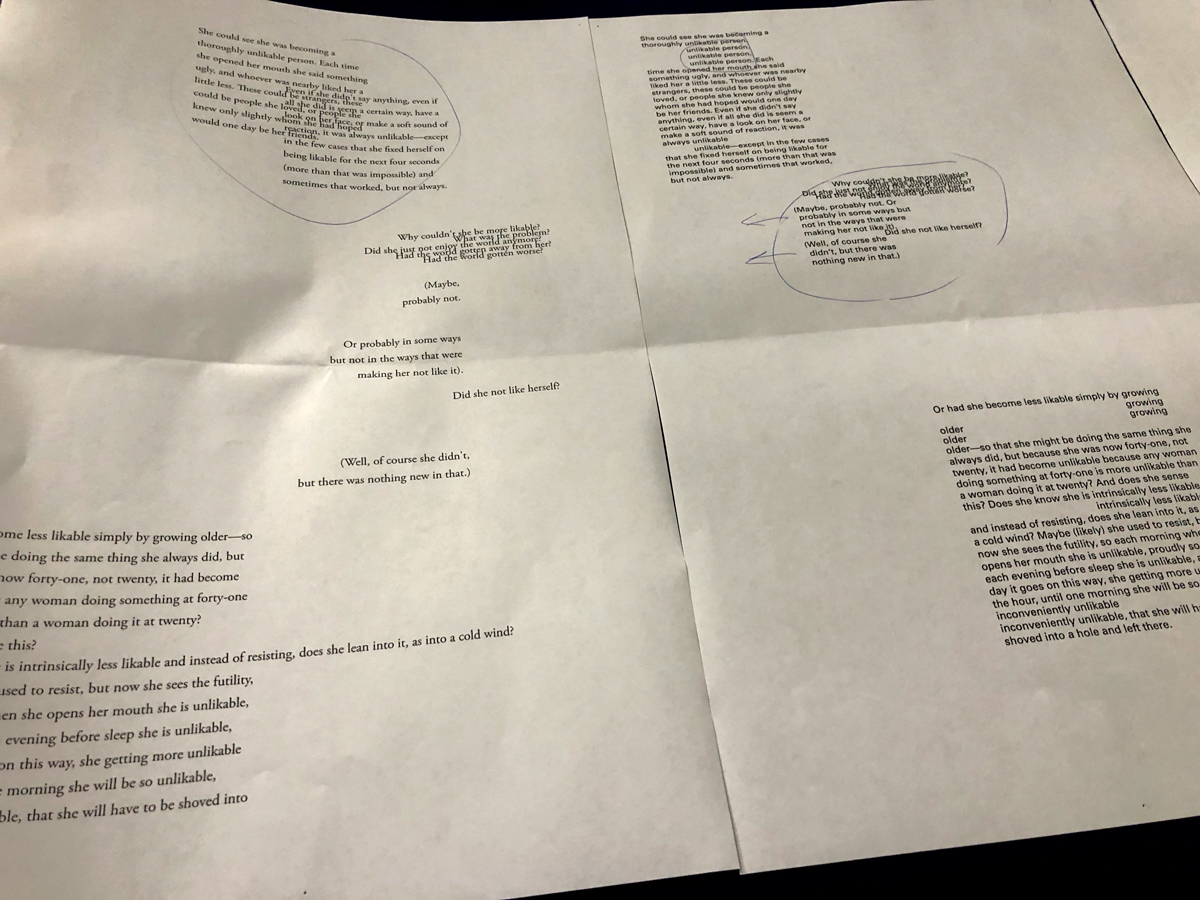 She could see she was becoming a
thoroughly unlikable person. Each time
she opened her mouth she said something
ugly, and whoever was nearby liked her a
little less. These could be strangers, these
could be people she loved, or people she
knew only slightly whom she had hoped
would one day be her friends.
Even if she didn't say anything, even if
all she did is seem a certain way, have a
look on her face, or make a soft sound of
reaction, it was always unlikable—except
in the few cases that she fixed herself on
being likable for the next four seconds
(more than that was impossible) and
sometimes that worked, but not always.
Why couldn't she be more likable?
What was the problem?
Did she just not enjoy the world anymore?
Had the world gotten away from her?
Had the world gotten worse?
(Maybe,
probably not.
Or probably in some ways
but not in the ways that were
making her not like it).
Did she not like herself?
(Well, of course she didn't,
but there was nothing new in that.)
ome less likable simply by growing older—so
e doing the same thing she always did, but
now forty-one, not twenty, it had become
any woman doing something at forty-one
than a woman doing it at twenty?
e this?
is intrinsically less likable and instead of resisting, does she lean into it, as into a cold wind?
used to resist, but now she sees the futility,
en she opens her mouth she is unlikable,
evening before sleep she is unlikable,
on this way, she getting more unlikable
e morning she will be so unlikable,
ble, that she will have to be shoved into
She could see she was becoming a
thoroughly unlikable person.
unlikable person.
unlikable person.
unlikable person. Each
time she opened her mouth she said
something ugly, and whoever was nearby
liked her a little less. These could be
strangers, these could be people she
loved, or people she knew only slightly
whom she had hoped would one day
be her friends. Even if she didn't say
anything, even if all she did is seem a
certain way, have a look on her face, or
make a soft sound of reaction, it was
always unlikable
unlikable—except in the few cases
that she fixed herself on being likable for
the next four seconds (more than that was
impossible) and sometimes that worked,
but not always.
Why couldn't she be more likable?
Did she just not
Had the world gotten worse?
(Maybe, probably not. Or
probably in some ways but
not in the ways that were
making her not like it).
Did she not like herself?
(Well, of course she
didn't, but there was
nothing new in that.)
Or had she become less likable simply by growing
growing
growing
older
older
older—so that she might be doing the same thing she
always did, but because she was now forty-one, not
twenty, it had become unlikable because any woman
doing something at forty-one is more unlikable than
a woman doing it at twenty? And does she sense
this? Does she know she is intrinsically less likable
intrinsically less likabl
and instead of resisting, does she lean into it, as
a cold wind? Maybe (likely) she used to resist, b
now she sees the futility, so each morning whe
opens her mouth she is unlikable, proudly so
each evening before sleep she is unlikable, a
day it goes on this way, she getting more u
the hour, until one morning she will be so
inconveniently unlikable
inconveniently unlikable, that she will h
shoved into a hole and left there.